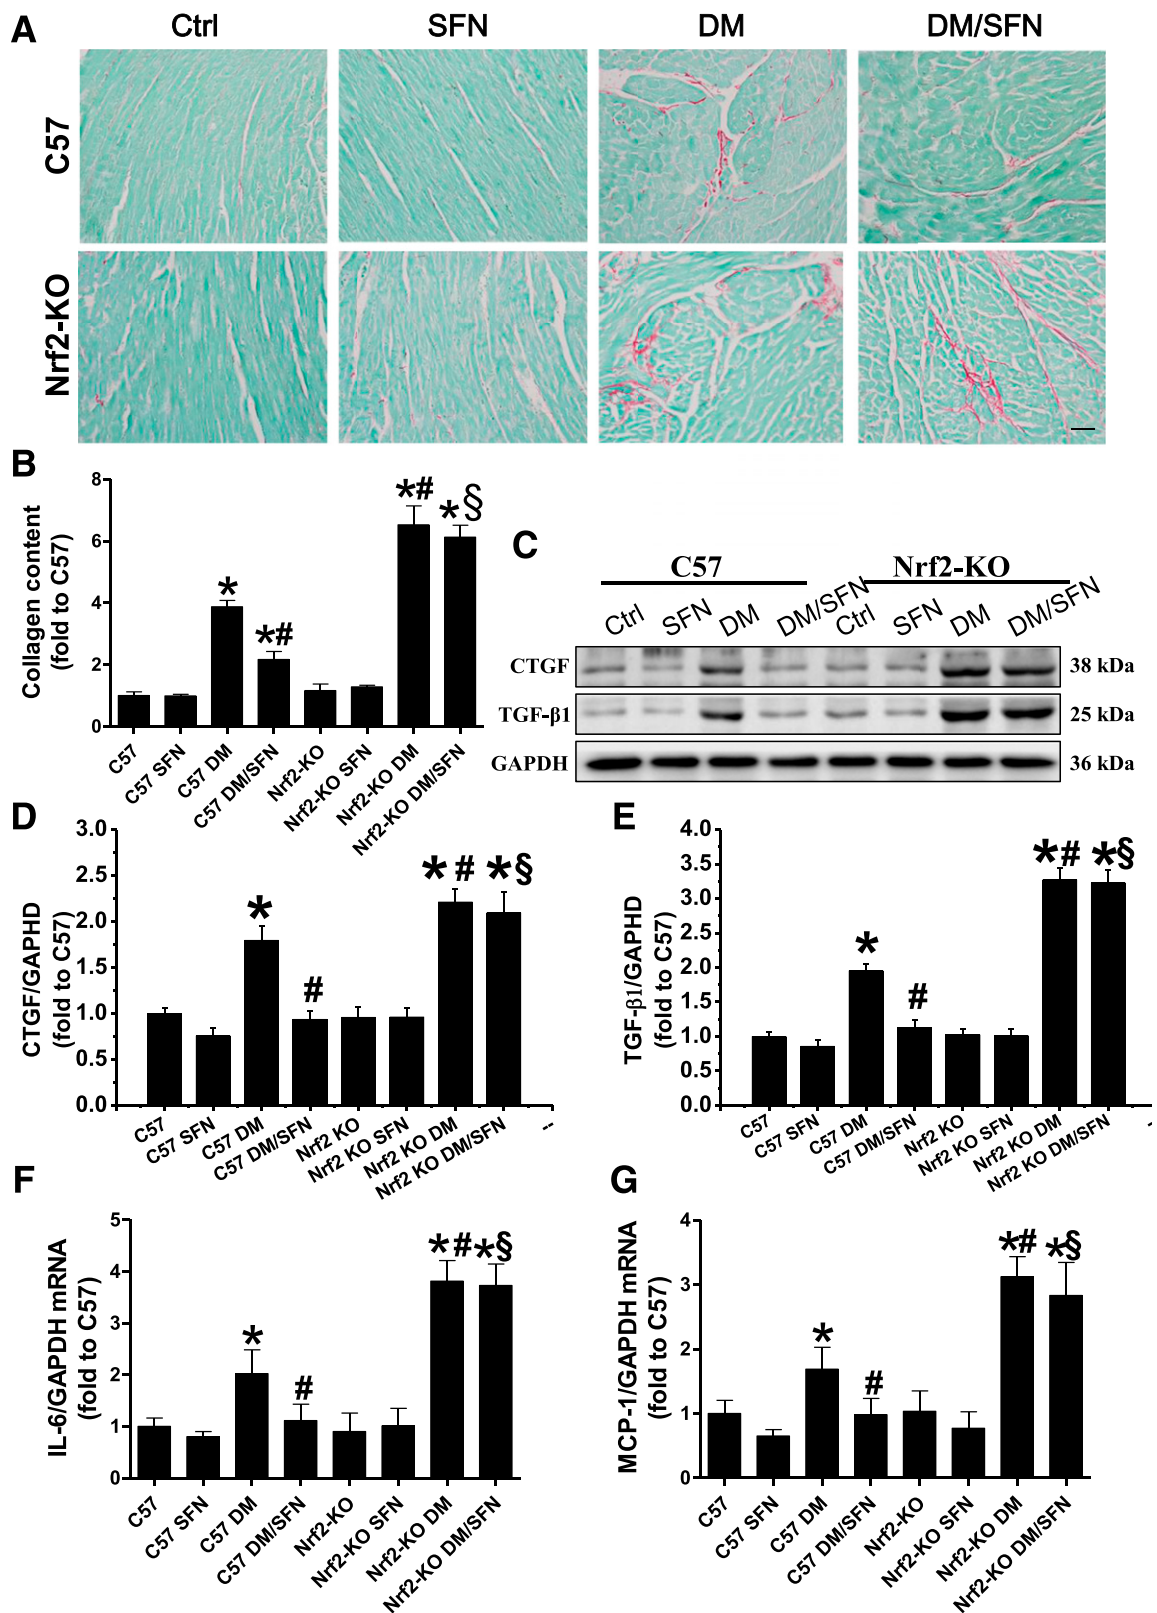 A
Ctrl SFN DM DM/SFN
C57
Nrf2-KO
B
Collagen content
(fold to C57)
8
6
4
2
0
* *# *# *§
C57
C57 SFN
C57 DM
C57 DM/SFN
Nrf2-KO
Nrf2-KO SFN
Nrf2-KO DM
Nrf2-KO DM/SFN
C
C57 Nrf2-KO
Ctrl SFN DM DM/SFN Ctrl SFN DM DM/SFN
CTGF 38 kDa
TGF-β1 25 kDa
GAPDH 36 kDa
D
CTGF/GAPHD
(fold to C57)
3.0
2.5
2.0
1.5
1.0
0.5
0.0
* # *# *§
C57
C57 SFN
C57 DM
C57 DM/SFN
Nrf2 KO
Nrf2 KO SFN
Nrf2 KO DM
Nrf2 KO DM/SFN
--
E
TGF-β1/GAPHD
(fold to C57)
4.0
3.5
3.0
2.5
2.0
1.5
1.0
0.5
0.0
* # *# *§
C57
C57 SFN
C57 DM
C57 DM/SFN
Nrf2 KO
Nrf2 KO SFN
Nrf2 KO DM
Nrf2 KO DM/SFN
F
IL-6/GAPDH mRNA
(fold to C57)
5
4
3
2
1
0
* # *# *§
C57
C57 SFN
C57 DM
C57 DM/SFN
Nrf2-KO
Nrf2-KO SFN
Nrf2-KO DM
Nrf2-KO DM/SFN
G
MCP-1/GAPDH mRNA
(fold to C57)
4
3
2
1
0
* # *# *§
C57
C57 SFN
C57 DM
C57 DM/SFN
Nrf2-KO
Nrf2-KO SFN
Nrf2-KO DM
Nrf2-KO DM/SFN